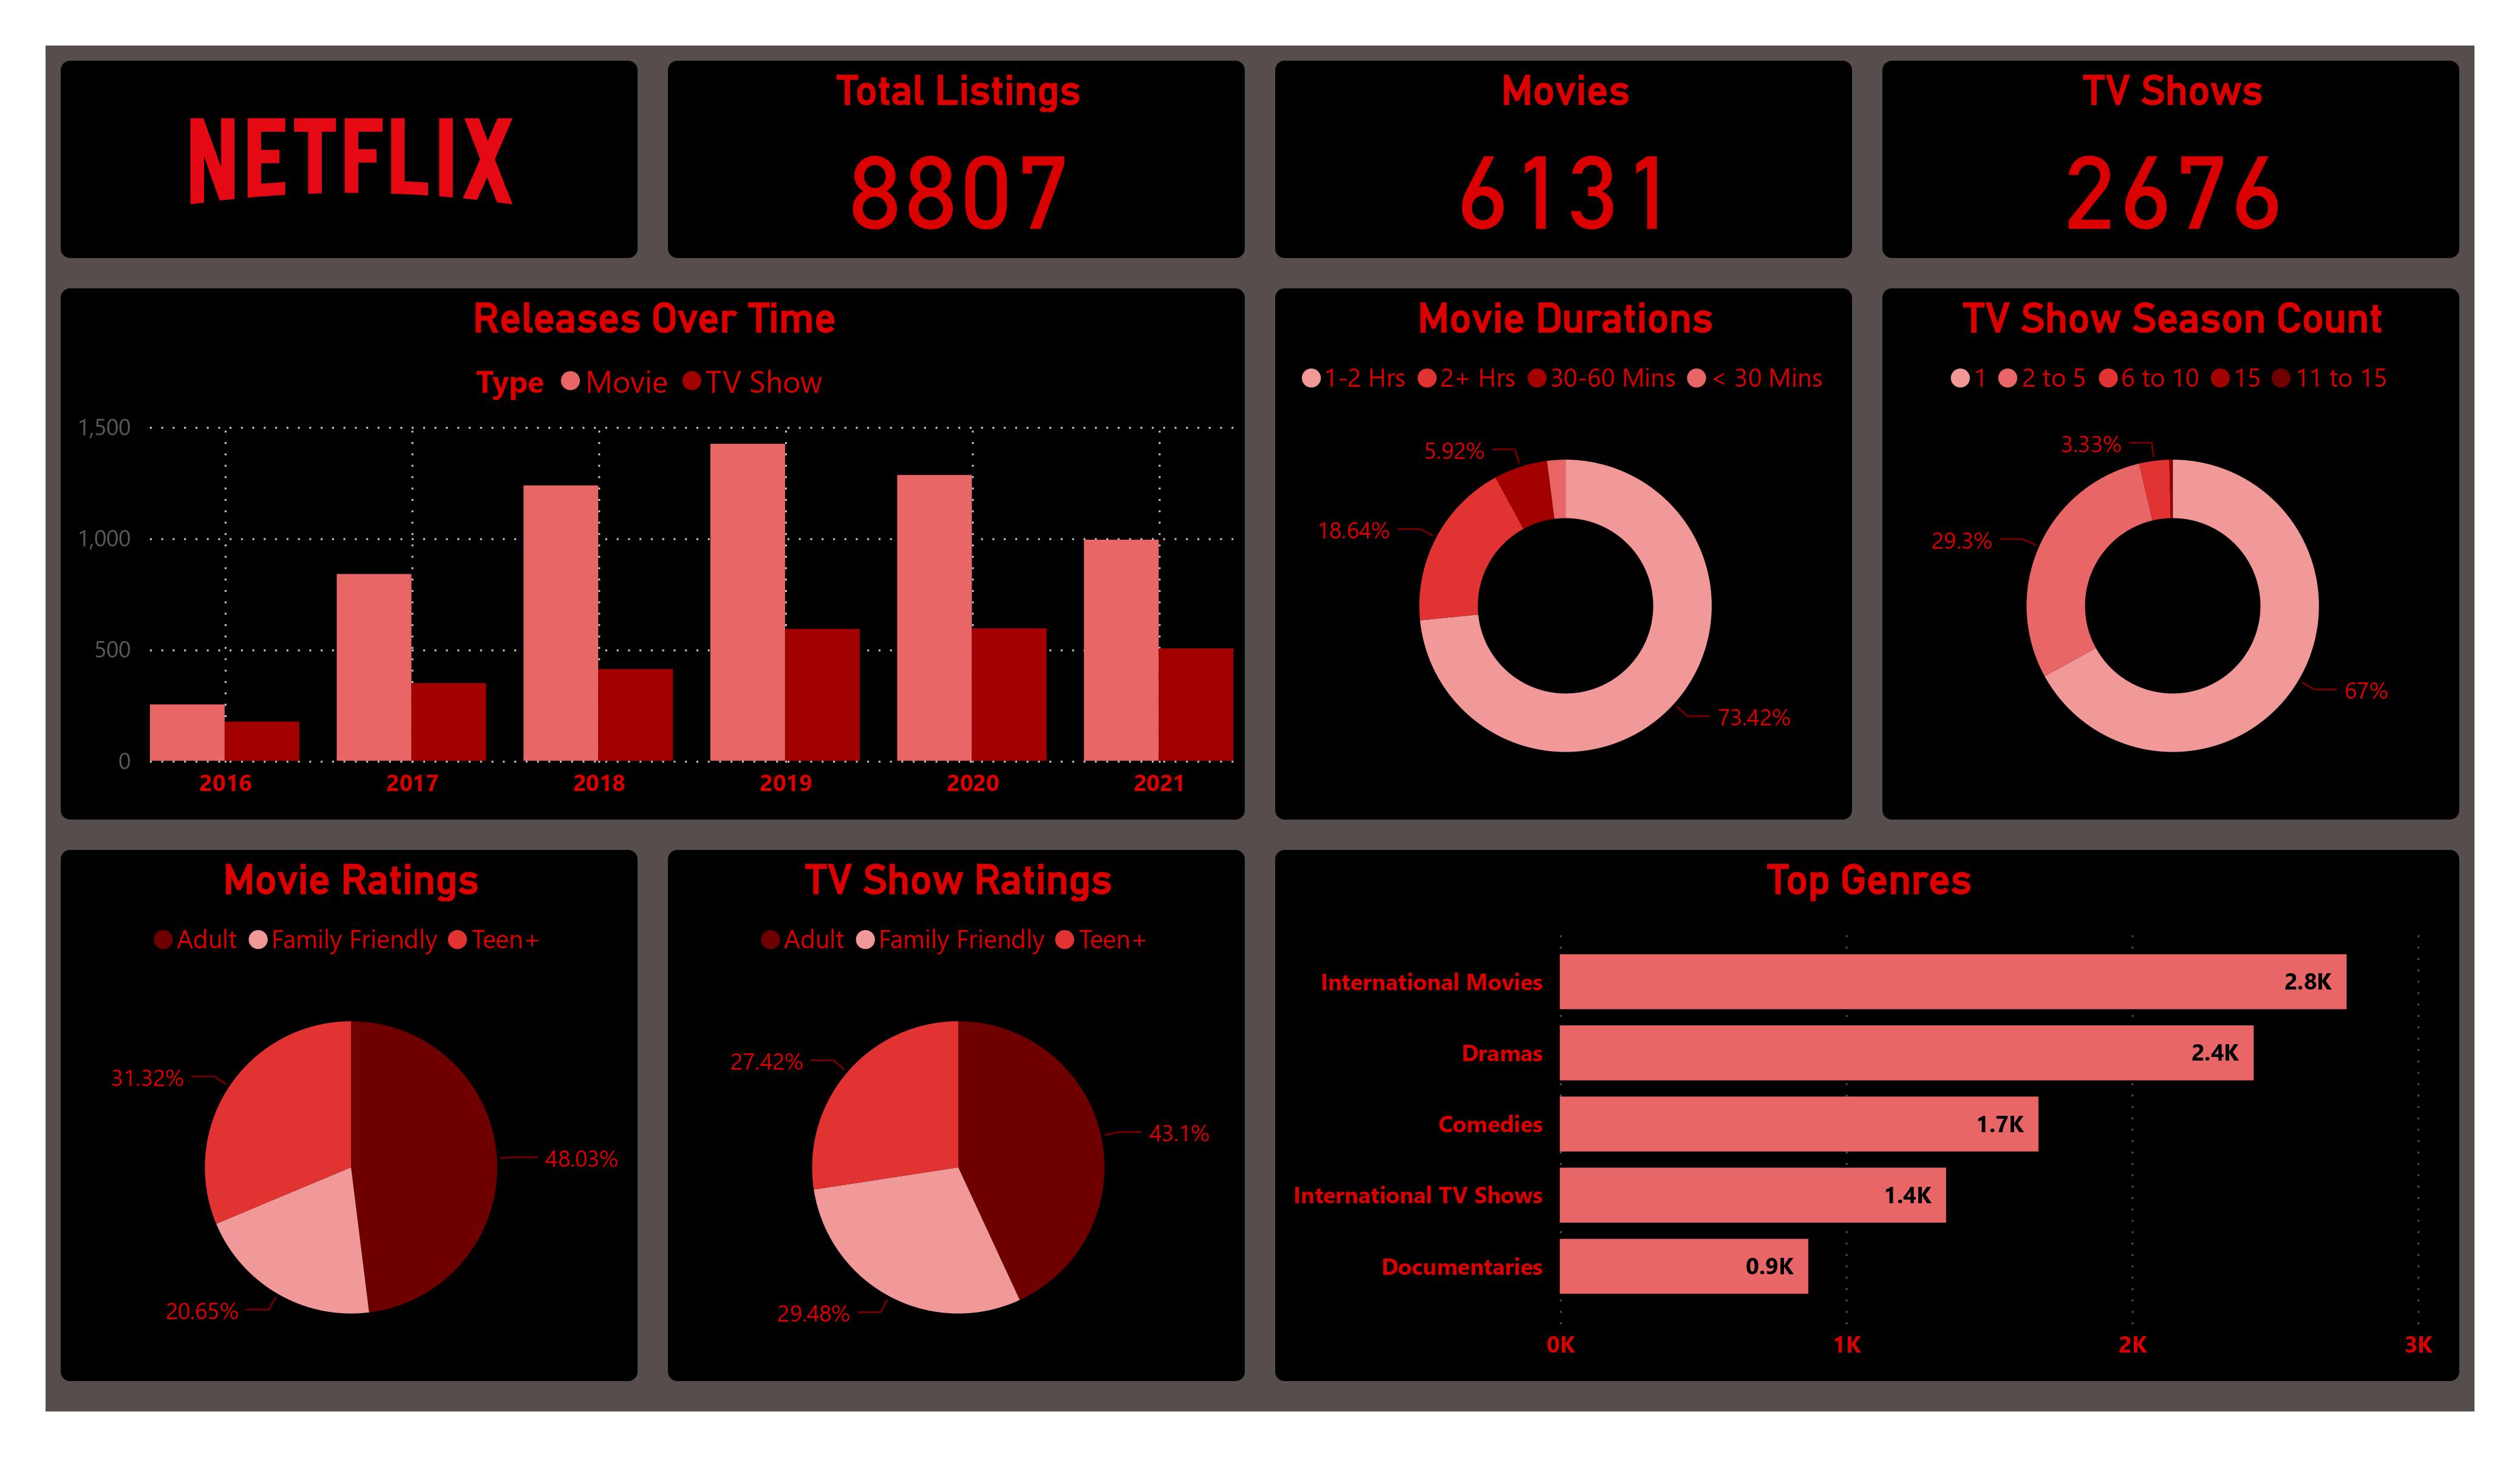 NETFLIX
Total Listings
8807
Movies
6131
TV Shows
2676
Releases Over Time
Type Movie TV Show
1,500
1,000
500
0
2016 2017 2018 2019 2020 2021
Movie Durations
1-2 Hrs 2+ Hrs 30-60 Mins < 30 Mins
5.92%
18.64%
73.42%
TV Show Season Count
1 2 to 5 6 to 10 15 11 to 15
3.33%
29.3%
67%
Movie Ratings
Adult Family Friendly Teen+
31.32%
48.03%
20.65%
TV Show Ratings
Adult Family Friendly Teen+
27.42%
43.1%
29.48%
Top Genres
International Movies 2.8K
Dramas 2.4K
Comedies 1.7K
International TV Shows 1.4K
Documentaries 0.9K
0K 1K 2K 3K